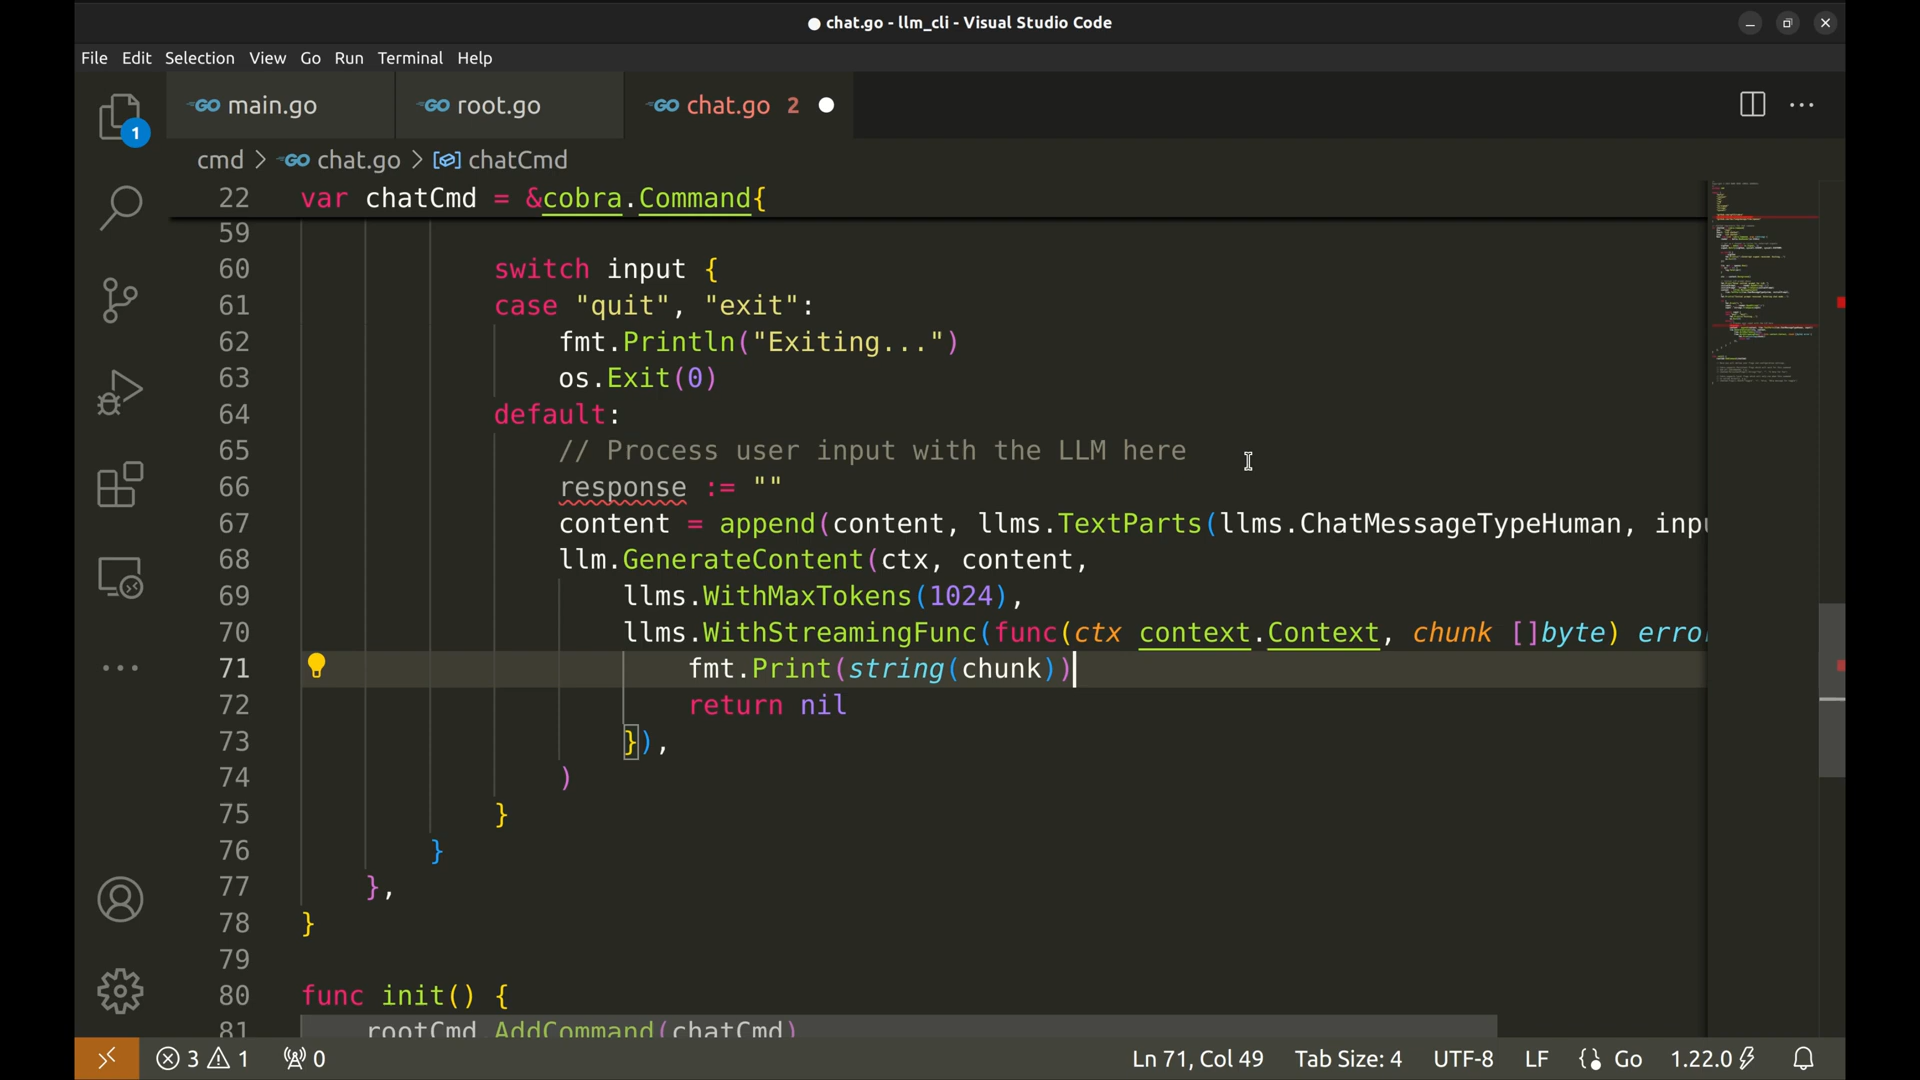 chat.go - llm_cli - Visual Studio Code
File Edit Selection View Go Run Terminal Help
GO main.go GO root.go GO chat.go 2
1
cmd > GO chat.go > chatCmd
22 var chatCmd = &cobra.Command{
59
60 switch input {
61 case "quit", "exit":
62 fmt.Println("Exiting...")
63 os.Exit(0)
64 default:
65 // Process user input with the LLM here
66 response := ""
67 content = append(content, llms.TextParts(llms.ChatMessageTypeHuman, inpu
68 llm.GenerateContent(ctx, content,
69 llms.WithMaxTokens(1024),
70 llms.WithStreamingFunc(func(ctx context.Context, chunk []byte) error
71 fmt.Print(string(chunk))
72 return nil
73 }),
74 )
75 }
76 }
77 },
78 }
79
80 func init() {
81 rootCmd.AddCommand(chatCmd)
3 1 0 Ln 71, Col 49 Tab Size: 4 UTF-8 LF Go 1.22.0